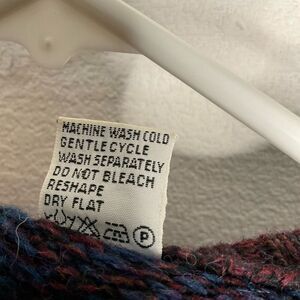 MACHINE WASH COLD
GENTLE CYCLE
WASH SEPARATELY
DO NOT BLEACH
RESHAPE
DRY FLAT
P